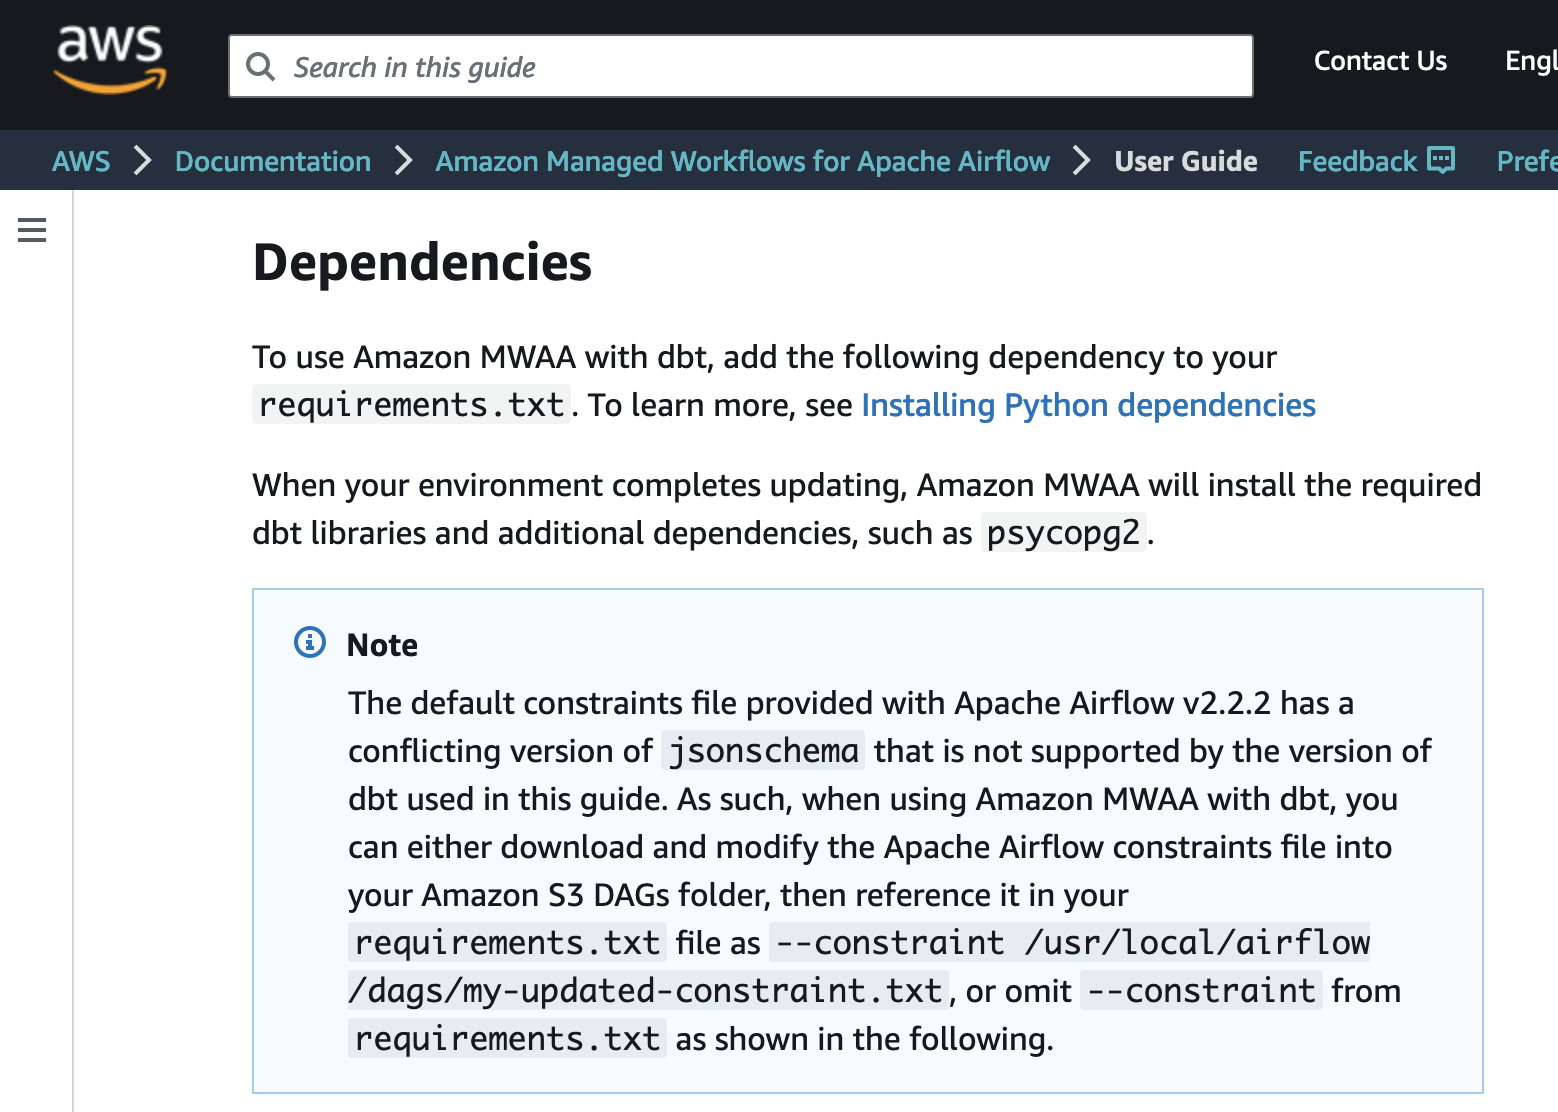 aws
Search in this guide
Contact Us
Engl
AWS > Documentation > Amazon Managed Workflows for Apache Airflow > User Guide
Feedback
Prefe
Dependencies
To use Amazon MWAA with dbt, add the following dependency to your
requirements.txt. To learn more, see Installing Python dependencies
When your environment completes updating, Amazon MWAA will install the required
dbt libraries and additional dependencies, such as psycopg2.
Note
The default constraints file provided with Apache Airflow v2.2.2 has a
conflicting version of jsonschema that is not supported by the version of
dbt used in this guide. As such, when using Amazon MWAA with dbt, you
can either download and modify the Apache Airflow constraints file into
your Amazon S3 DAGs folder, then reference it in your
requirements.txt file as --constraint /usr/local/airflow
/dags/my-updated-constraint.txt, or omit --constraint from
requirements.txt as shown in the following.